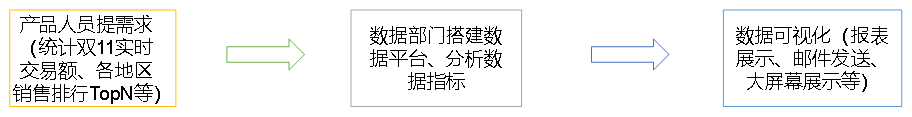 产品人员提需求
（统计双11实时
交易额、各地区
销售排行TopN等)
数据部门搭建数
据平台、分析数
据指标
数据可视化（报表
展示、邮件发送、
大屏幕展示等）